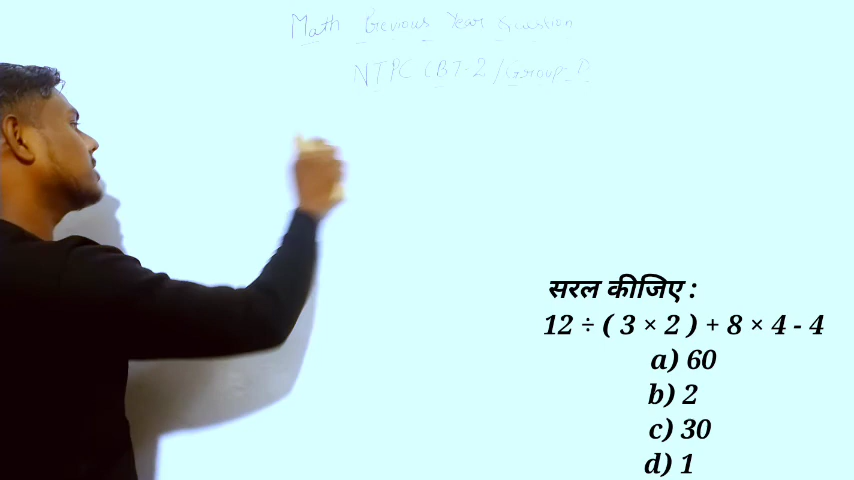 Math Previous Year Question
NTPC CBT-2 / Group-D
सरल कीजिए :
12 ÷ ( 3 × 2 ) + 8 × 4 - 4
a) 60
b) 2
c) 30
d) 1